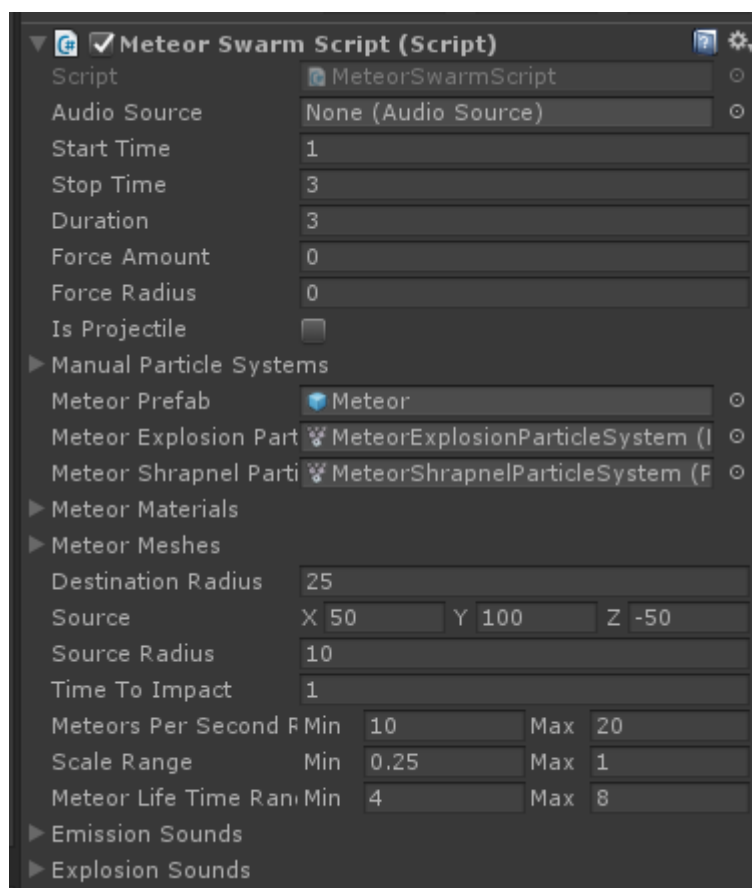 Meteor Swarm Script (Script)
Script MeteorSwarmScript
Audio Source None (Audio Source)
Start Time 1
Stop Time 3
Duration 3
Force Amount 0
Force Radius 0
Is Projectile
Manual Particle Systems
Meteor Prefab Meteor
Meteor Explosion Part MeteorExplosionParticleSystem (
Meteor Shrapnel Parti MeteorShrapnelParticleSystem (P
Meteor Materials
Meteor Meshes
Destination Radius 25
Source X 50 Y 100 Z -50
Source Radius 10
Time To Impact 1
Meteors Per Second R Min 10 Max 20
Scale Range Min 0.25 Max 1
Meteor Life Time Ran Min 4 Max 8
Emission Sounds
Explosion Sounds